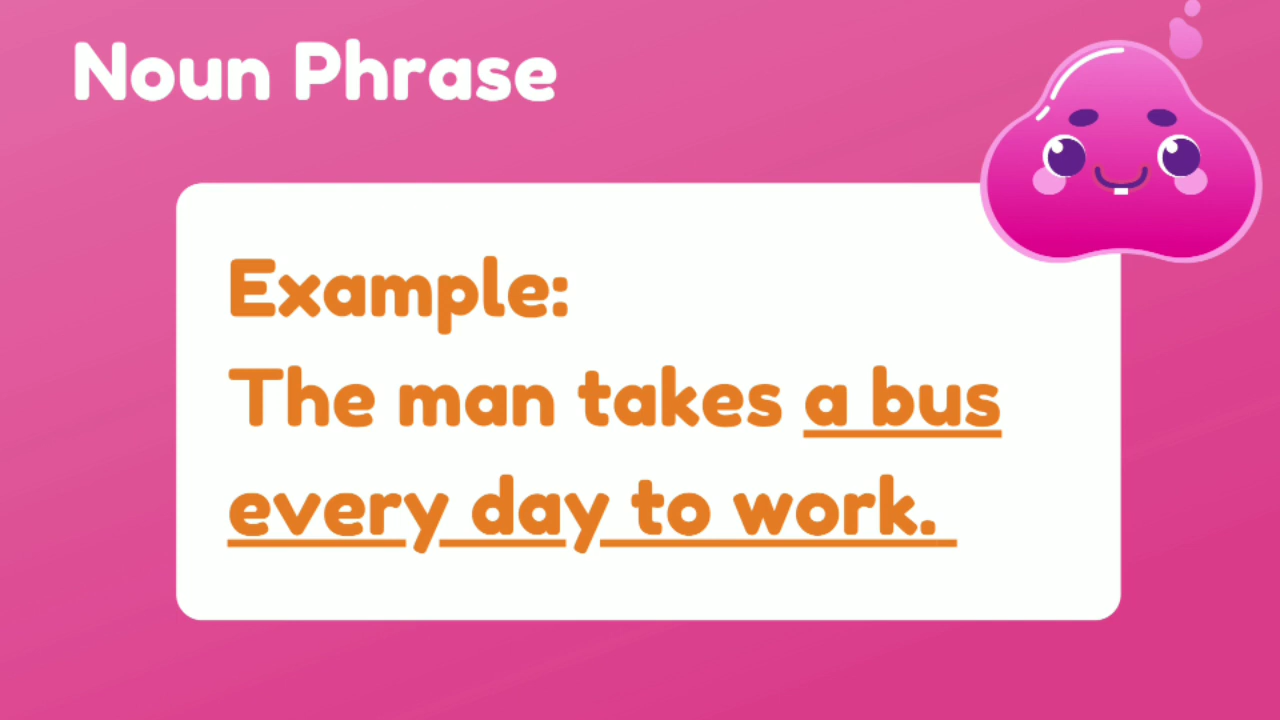 Noun Phrase
Example:
The man takes a bus
every day to work.